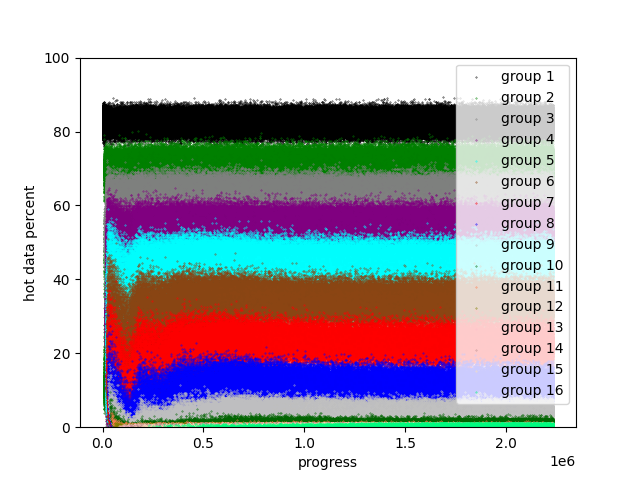 100
80
60
40
20
0
hot data percent
0.0 0.5 1.0 1.5 2.0
1e6
progress
group 1
group 2
group 3
group 4
group 5
group 6
group 7
group 8
group 9
group 10
group 11
group 12
group 13
group 14
group 15
group 16